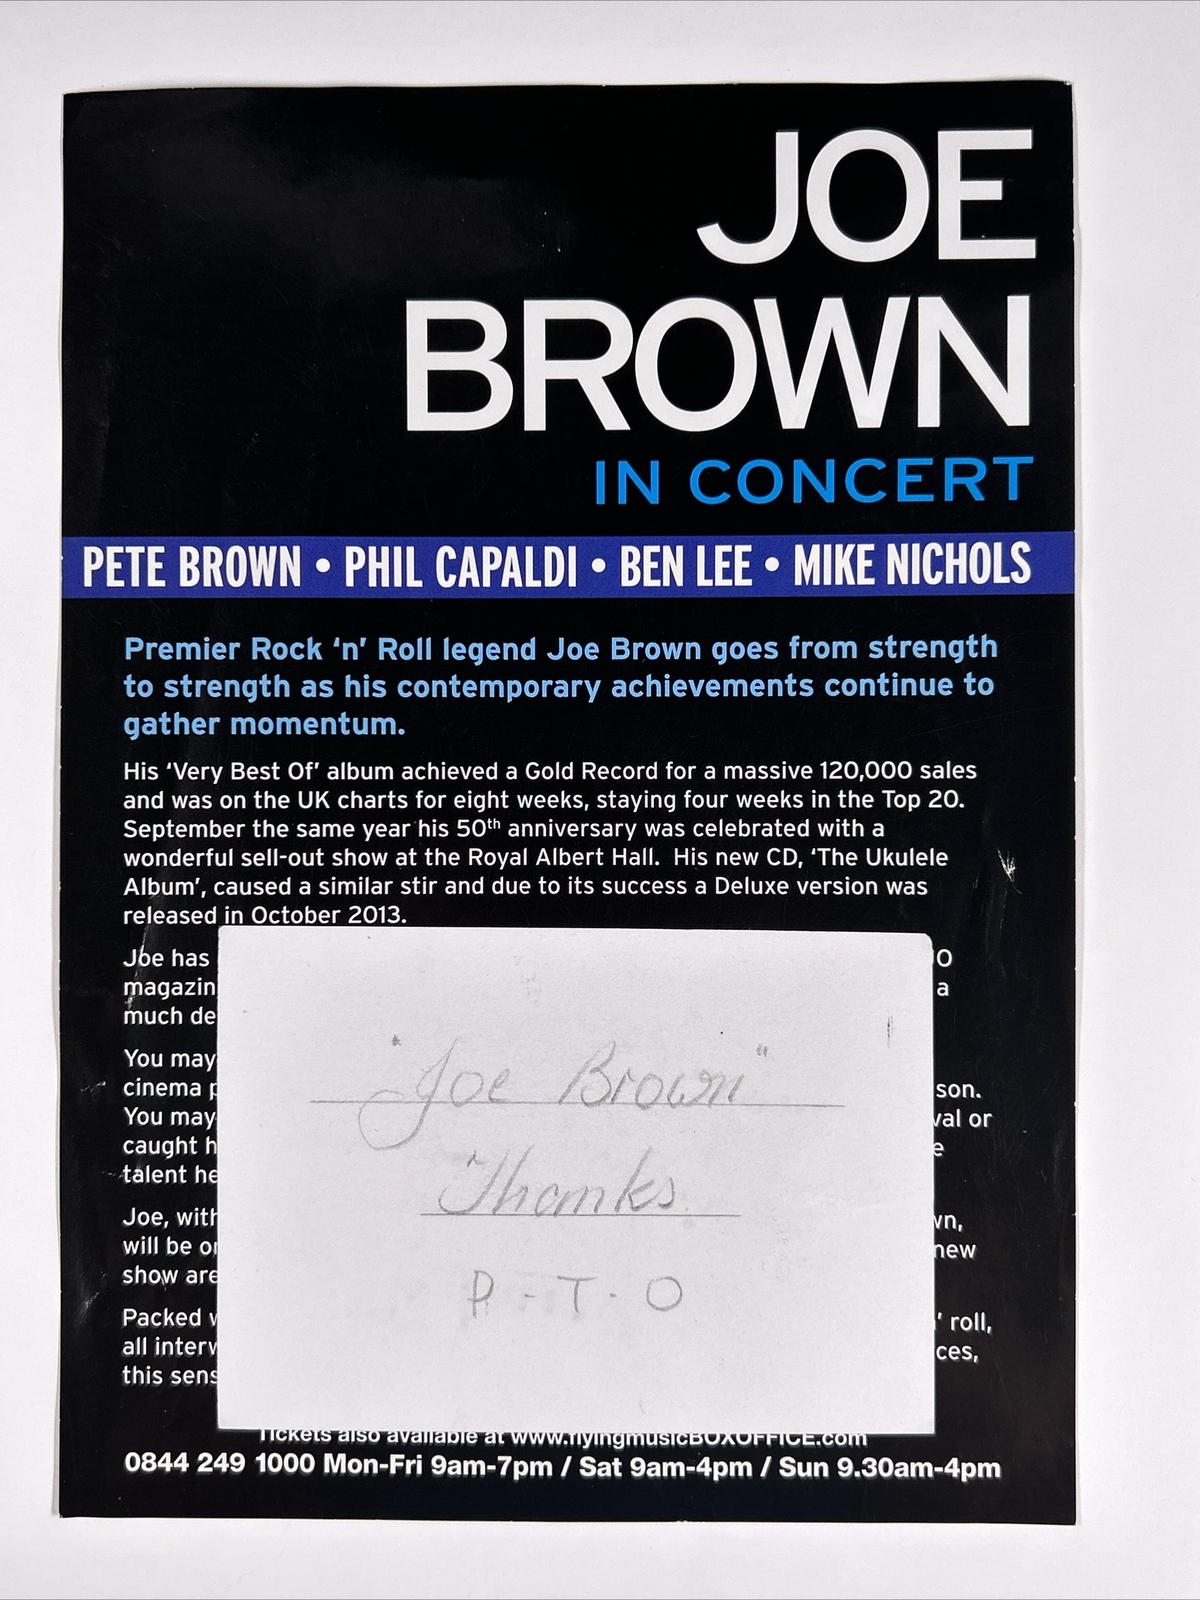 JOE
BROWN
IN CONCERT
PETE BROWN • PHIL CAPALDI • BEN LEE • MIKE NICHOLS
Premier Rock ‘n’ Roll legend Joe Brown goes from strength
to strength as his contemporary achievements continue to
gather momentum.
His ‘Very Best Of’ album achieved a Gold Record for a massive 120,000 sales
and was on the UK charts for eight weeks, staying four weeks in the Top 20.
September the same year his 50th anniversary was celebrated with a
wonderful sell-out show at the Royal Albert Hall. His new CD, ‘The Ukulele
Album’, caused a similar stir and due to its success a Deluxe version was
released in October 2013.
Joe has
magazin a
much de
You may
cinema son.
You may val or
caught h
talent he
Joe, with wn,
will be new
show are
Packed ’ roll,
all interv ces,
this sens
"Joe Brown"
Thanks
P - T - O
Tickets also available at www.flyingmusicBOXOFFICE.com
0844 249 1000 Mon-Fri 9am-7pm / Sat 9am-4pm / Sun 9.30am-4pm